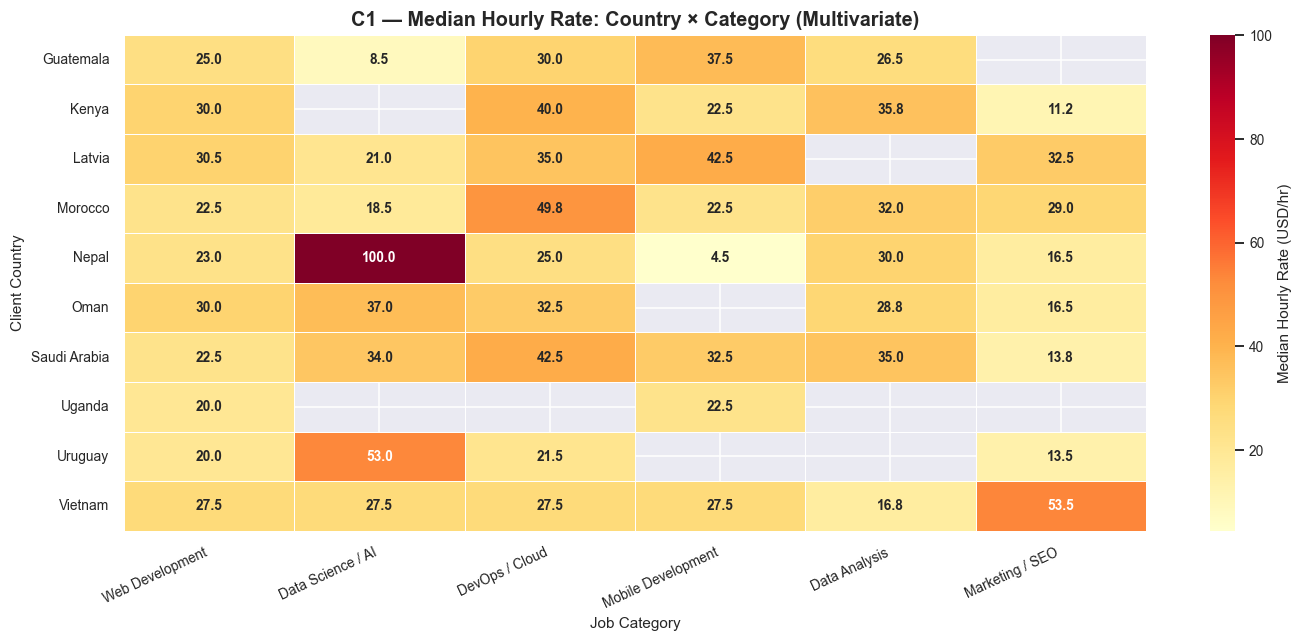 C1 — Median Hourly Rate: Country × Category (Multivariate)
Client Country
Guatemala 25.0 8.5 30.0 37.5 26.5
Kenya 30.0 40.0 22.5 35.8 11.2
Latvia 30.5 21.0 35.0 42.5 32.5
Morocco 22.5 18.5 49.8 22.5 32.0 29.0
Nepal 23.0 100.0 25.0 4.5 30.0 16.5
Oman 30.0 37.0 32.5 28.8 16.5
Saudi Arabia 22.5 34.0 42.5 32.5 35.0 13.8
Uganda 20.0 22.5
Uruguay 20.0 53.0 21.5 13.5
Vietnam 27.5 27.5 27.5 27.5 16.8 53.5
Web Development Data Science / AI DevOps / Cloud Mobile Development Data Analysis Marketing / SEO
Job Category
100
80
60
40
20
Median Hourly Rate (USD/hr)